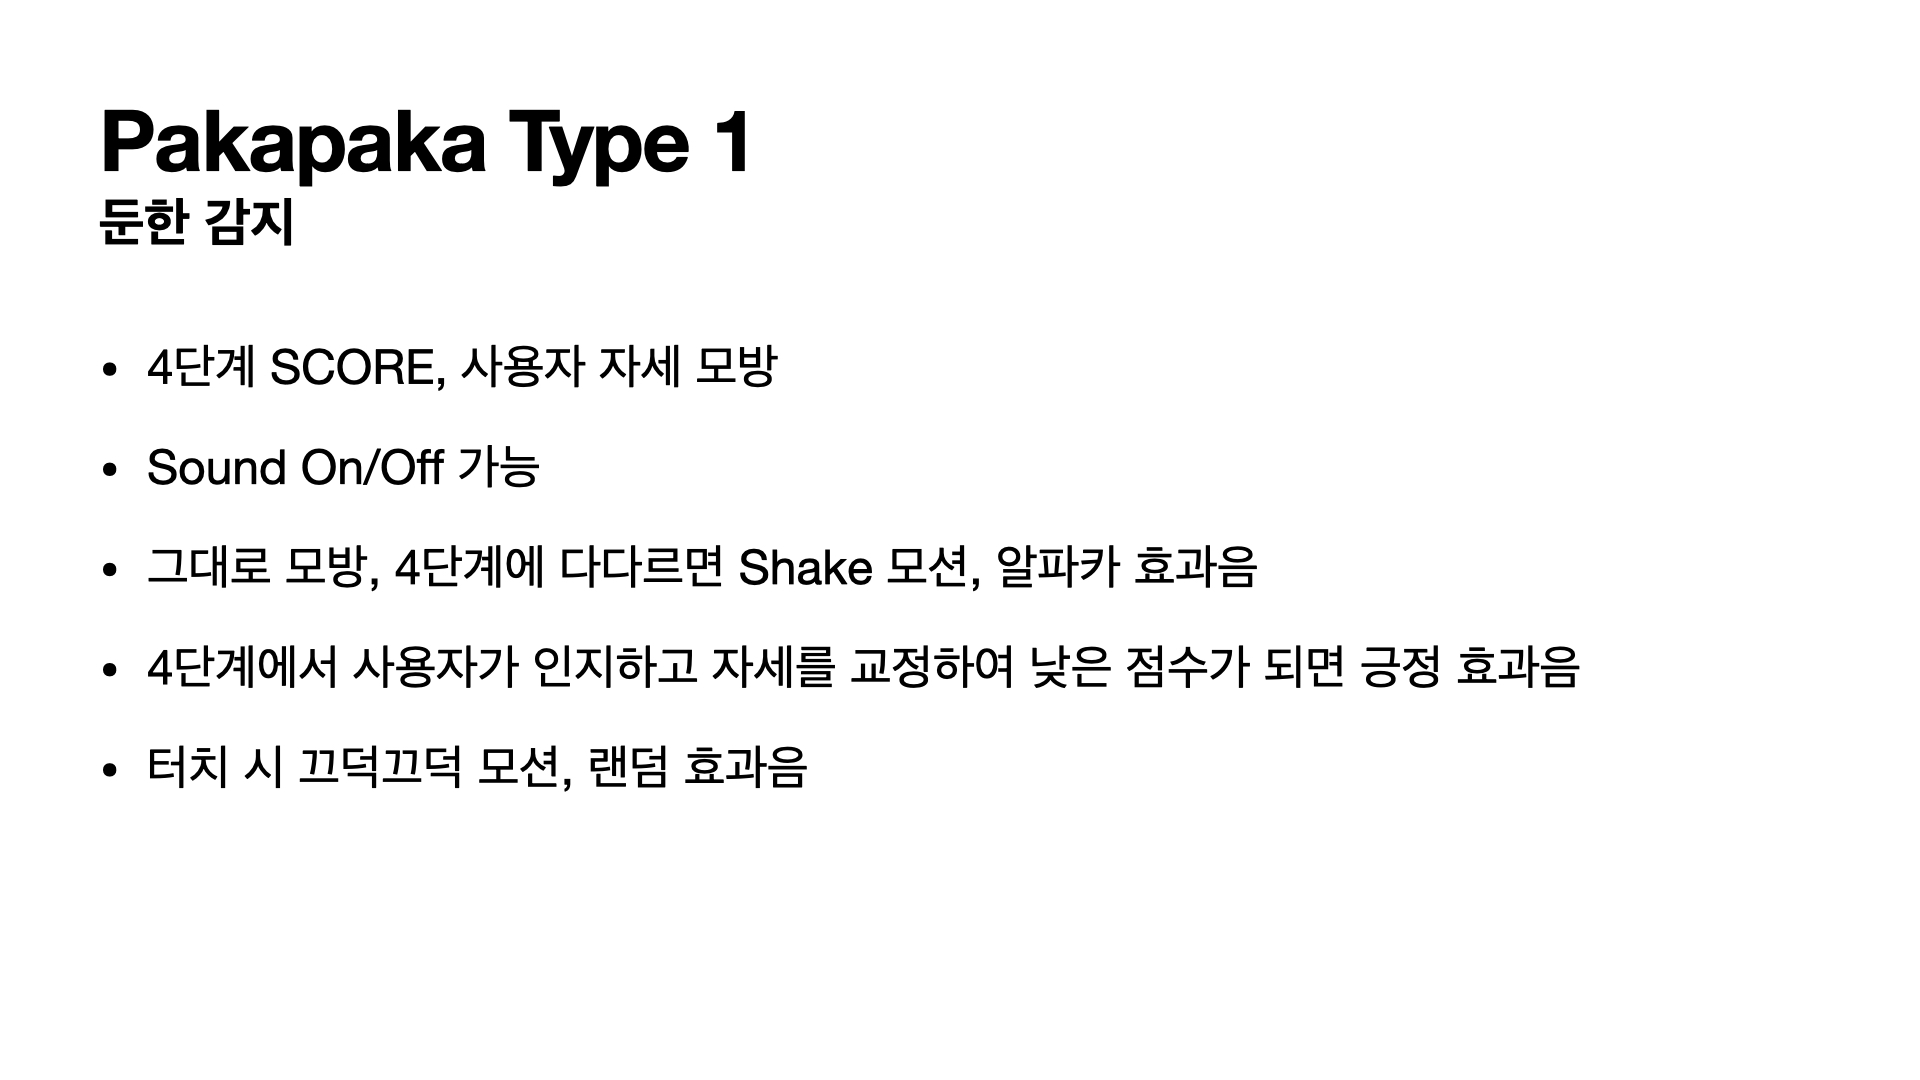 Pakapaka Type 1
둔한 감지
• 4단계 SCORE, 사용자 자세 모방
• Sound On/Off 가능
• 그대로 모방, 4단계에 다다르면 Shake 모션, 알파카 효과음
• 4단계에서 사용자가 인지하고 자세를 교정하여 낮은 점수가 되면 긍정 효과음
• 터치 시 끄덕끄덕 모션, 랜덤 효과음